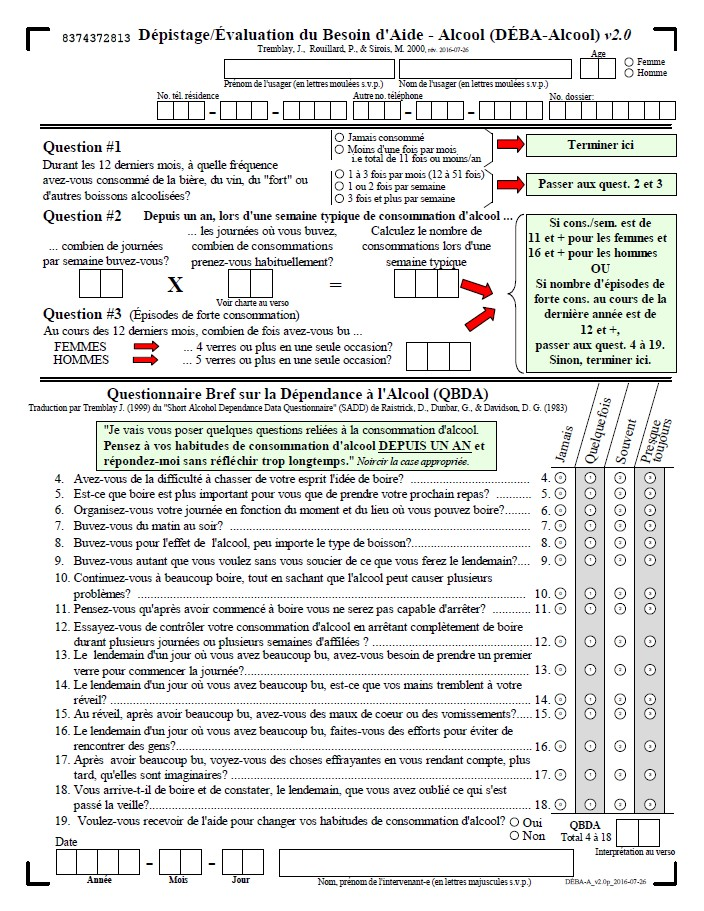 8374372813 Dépistage/Évaluation du Besoin d'Aide - Alcool (DÉBA-Alcool) v2.0
Tremblay, J., Rouillard, P., & Sirois, M. 2000, rév. 2016-07-26
Age
Femme
Homme
Prénom de l'usager (en lettres moulées s.v.p.) Nom de l'usager (en lettres moulées s.v.p.)
No. tél. résidence Autre no. téléphone No. dossier:
Question #1
Durant les 12 derniers mois, à quelle fréquence
avez-vous consommé de la bière, du vin, du "fort" ou
d'autres boissons alcoolisées?
Jamais consommé
Moins d'une fois par mois
i.e total de 11 fois ou moins/an
Terminer ici
1 à 3 fois par mois (12 à 51 fois)
1 ou 2 fois par semaine
3 fois et plus par semaine
Passer aux quest. 2 et 3
Question #2 Depuis un an, lors d'une semaine typique de consommation d'alcool ...
... combien de journées
par semaine buvez-vous?
... les journées où vous buvez,
combien de consommations
prenez-vous habituellement?
Calculez le nombre de
consommations lors d'une
semaine typique
X =
Voir charte au verso
Si cons./sem. est de
11 et + pour les femmes et
16 et + pour les hommes
OU
Si nombre d'épisodes de
forte cons. au cours de la
dernière année est de
12 et +,
passer aux quest. 4 à 19.
Sinon, terminer ici.
Question #3 (Épisodes de forte consommation)
Au cours des 12 derniers mois, combien de fois avez-vous bu ...
FEMMES ... 4 verres ou plus en une seule occasion?
HOMMES ... 5 verres ou plus en une seule occasion?
Questionnaire Bref sur la Dépendance à l'Alcool (QBDA)
Traduction par Tremblay J. (1999) du "Short Alcohol Dependance Data Questionnaire" (SADD) de Raistrick, D., Dunbar, G., & Davidson, D. G. (1983)
"Je vais vous poser quelques questions reliées à la consommation d'alcool.
Pensez à vos habitudes de consommation d'alcool DEPUIS UN AN et
répondez-moi sans réfléchir trop longtemps." Noircir la case appropriée.
Jamais
Quelquefois
Souvent
Presque
toujours
4. Avez-vous de la difficulté à chasser de votre esprit l'idée de boire? ........ 4. 0 1 2 3
5. Est-ce que boire est plus important pour vous que de prendre votre prochain repas? ........ 5. 0 1 2 3
6. Organisez-vous votre journée en fonction du moment et du lieu où vous pouvez boire?........ 6. 0 1 2 3
7. Buvez-vous du matin au soir? ........ 7. 0 1 2 3
8. Buvez-vous pour l'effet de l'alcool, peu importe le type de boisson?........ 8. 0 1 2 3
9. Buvez-vous autant que vous voulez sans vous soucier de ce que vous ferez le lendemain?.... 9. 0 1 2 3
10. Continuez-vous à beaucoup boire, tout en sachant que l'alcool peut causer plusieurs
problèmes? ........ 10. 0 1 2 3
11. Pensez-vous qu'après avoir commencé à boire vous ne serez pas capable d'arrêter? ........ 11. 0 1 2 3
12. Essayez-vous de contrôler votre consommation d'alcool en arrêtant complètement de boire
durant plusieurs journées ou plusieurs semaines d'affilées ? ........ 12. 0 1 2 3
13. Le lendemain d'un jour où vous avez beaucoup bu, avez-vous besoin de prendre un premier
verre pour commencer la journée?........ 13. 0 1 2 3
14. Le lendemain d'un jour où vous avez beaucoup bu, est-ce que vos mains tremblent à votre
réveil? ........ 14. 0 1 2 3
15. Au réveil, après avoir beaucoup bu, avez-vous des maux de coeur ou des vomissements?..... 15. 0 1 2 3
16. Le lendemain d'un jour où vous avez beaucoup bu, faites-vous des efforts pour éviter de
rencontrer des gens?........ 16. 0 1 2 3
17. Après avoir beaucoup bu, voyez-vous des choses effrayantes en vous rendant compte, plus
tard, qu'elles sont imaginaires? ........ 17. 0 1 2 3
18. Vous arrive-t-il de boire et de constater, le lendemain, que vous avez oublié ce qui s'est
passé la veille?........ 18. 0 1 2 3
19. Voulez-vous recevoir de l'aide pour changer vos habitudes de consommation d'alcool? Oui
Non
QBDA
Total 4 à 18
Interprétation au verso
Date
Année Mois Jour
Nom, prénom de l'intervenant-e (en lettres majuscules s.v.p.)
DÉBA-A_v2.0p_2016-07-26